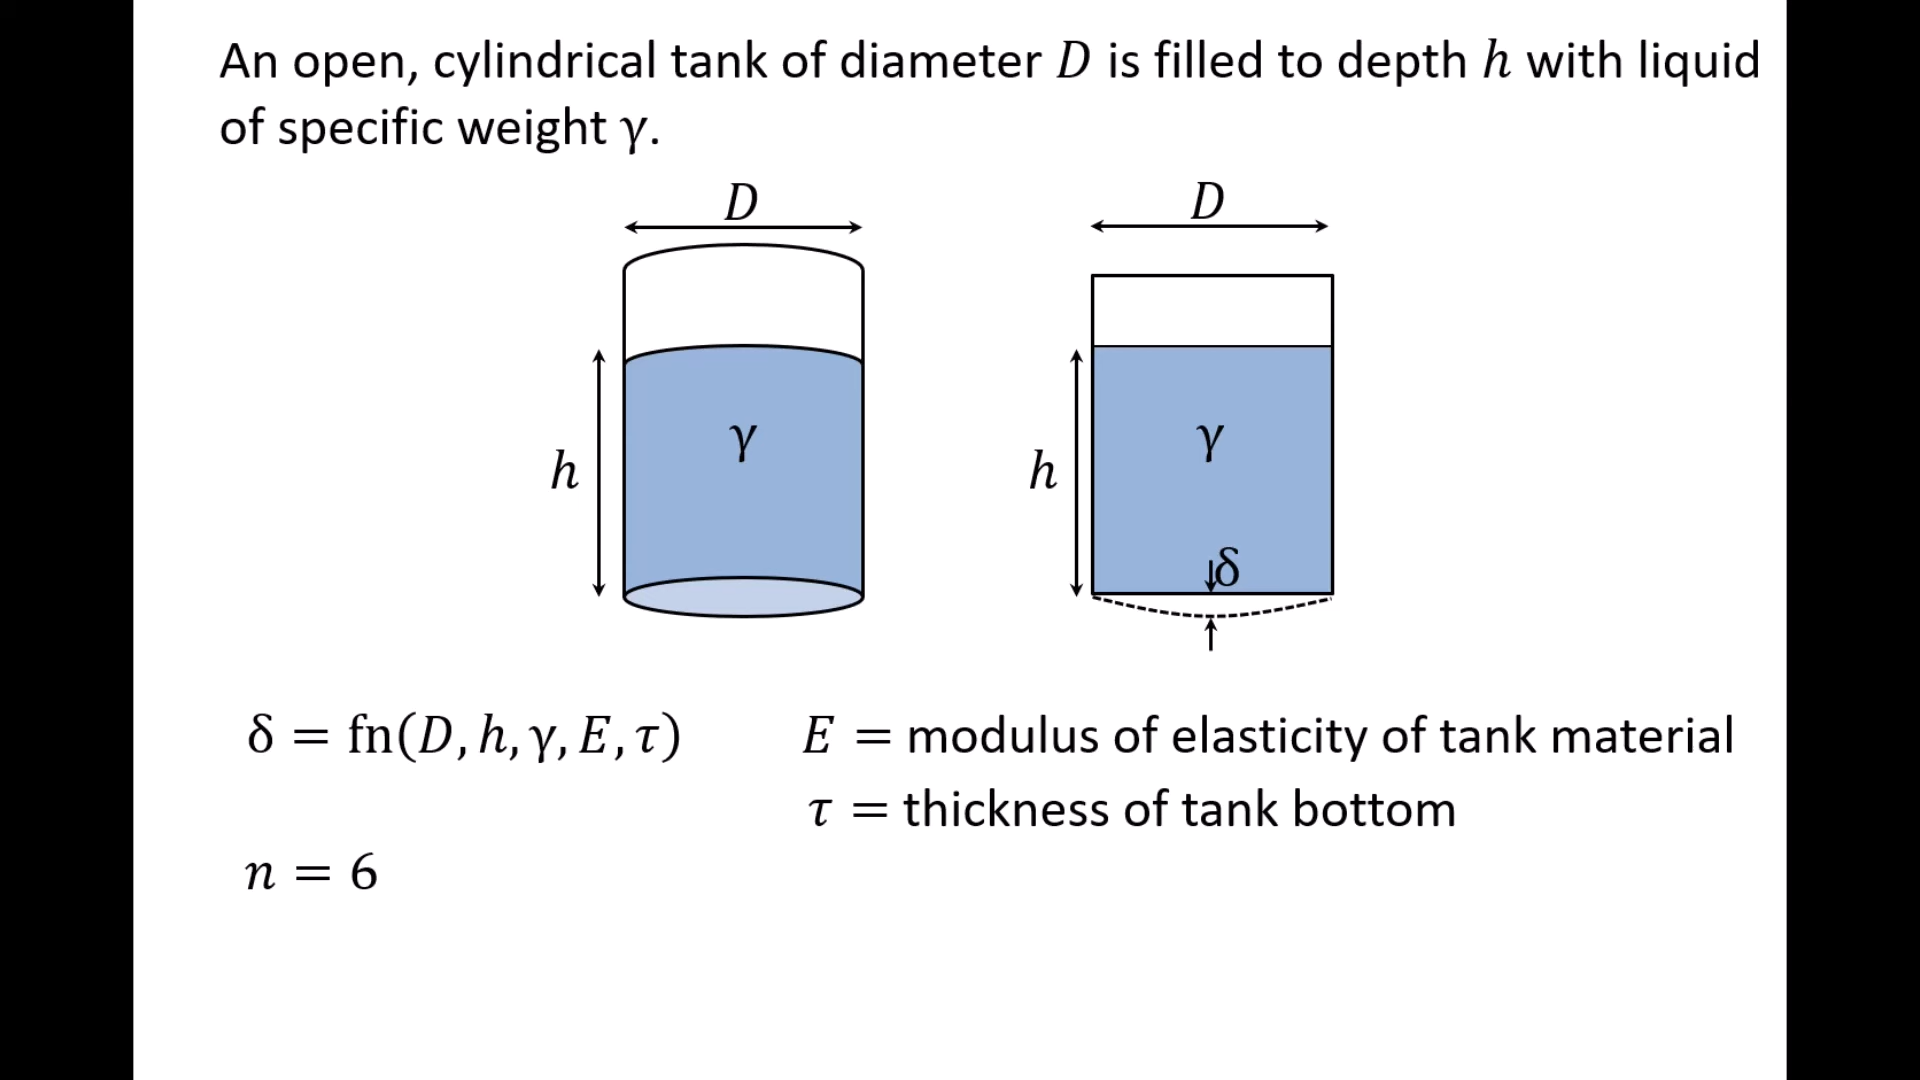 An open, cylindrical tank of diameter D is filled to depth h with liquid
of specific weight γ.
D
D
γ
γ
h
h
δ
δ = fn(D, h, γ, E, τ)
E = modulus of elasticity of tank material
τ = thickness of tank bottom
n = 6